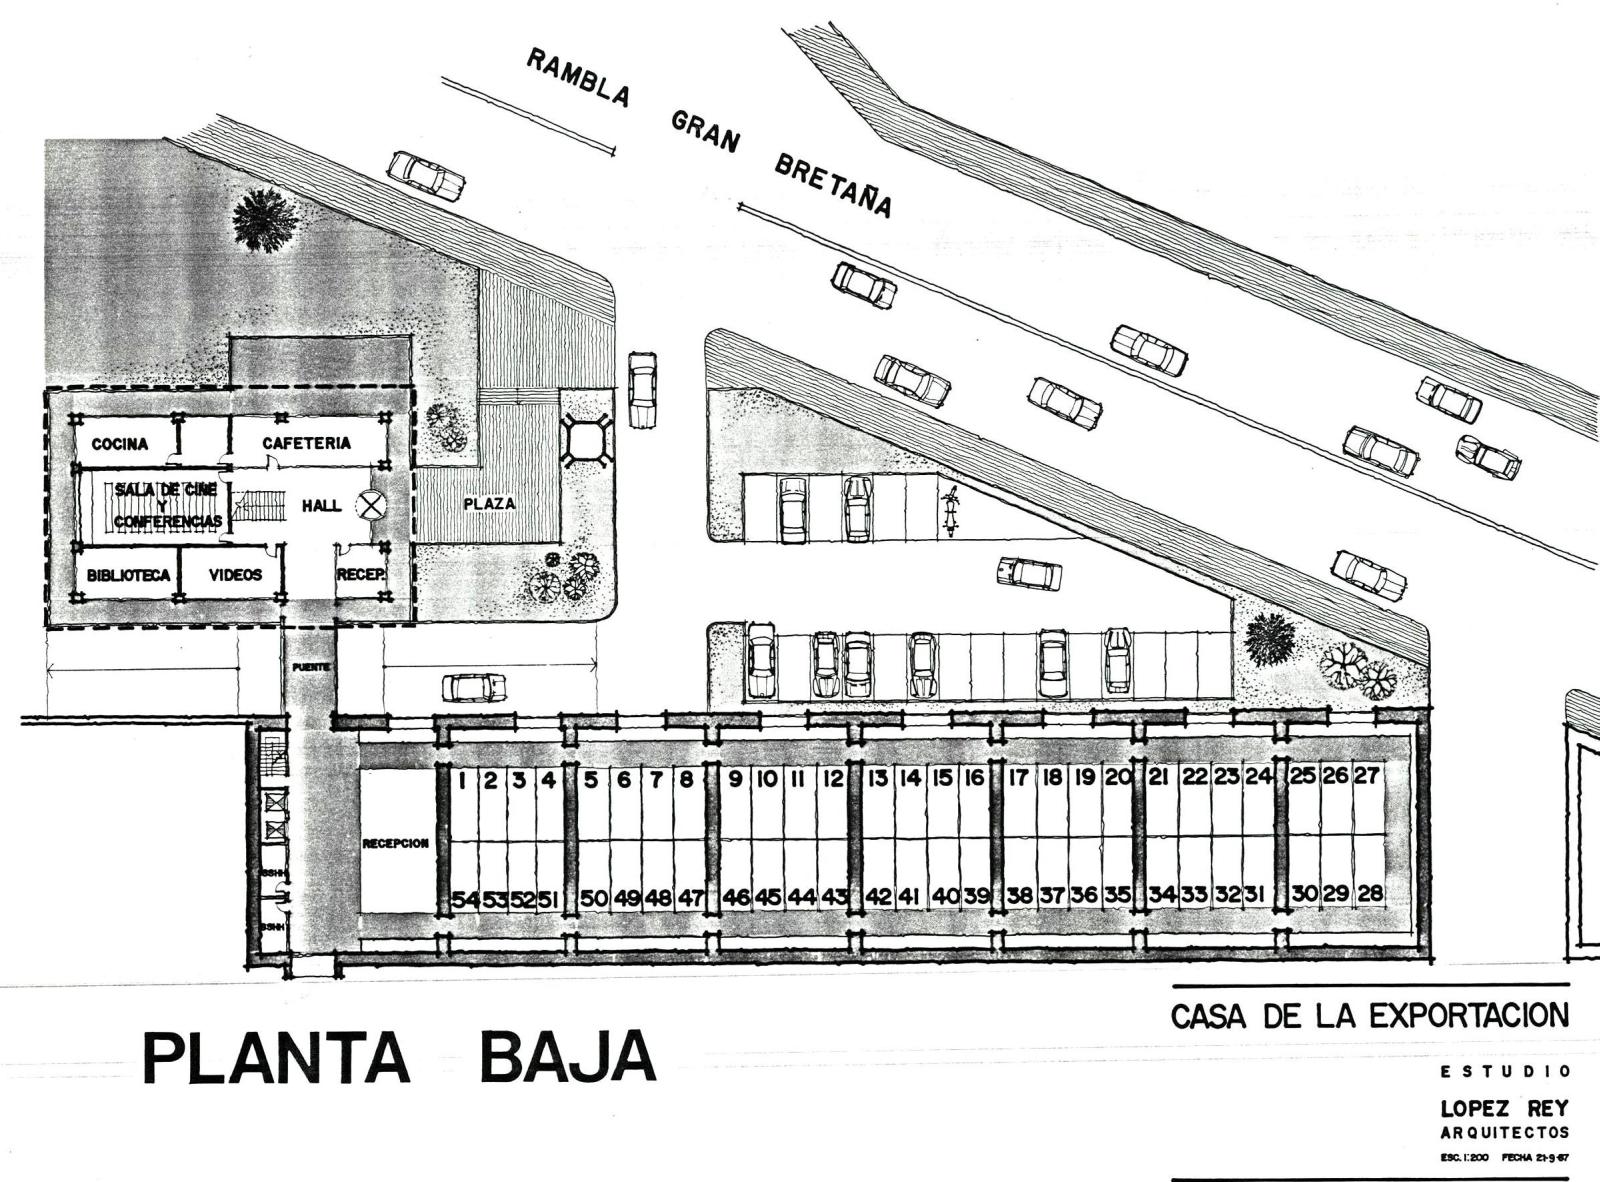 RAMBLA GRAN BRETAÑA
COCINA
CAFETERIA
SALA DE CINE
Y
CONFERENCIAS
HALL
PLAZA
BIBLIOTECA
VIDEOS
RECEP.
PUENTE
1 2 3 4 5 6 7 8 9 10 11 12 13 14 15 16 17 18 19 20 21 22 23 24 25 26 27
RECEPCION
SSHH
54 53 52 51 50 49 48 47 46 45 44 43 42 41 40 39 38 37 36 35 34 33 32 31 30 29 28
SSHH
PLANTA BAJA
CASA DE LA EXPORTACION
ESTUDIO
LOPEZ REY
ARQUITECTOS
ESC. 1:200 FECHA 21-9-87